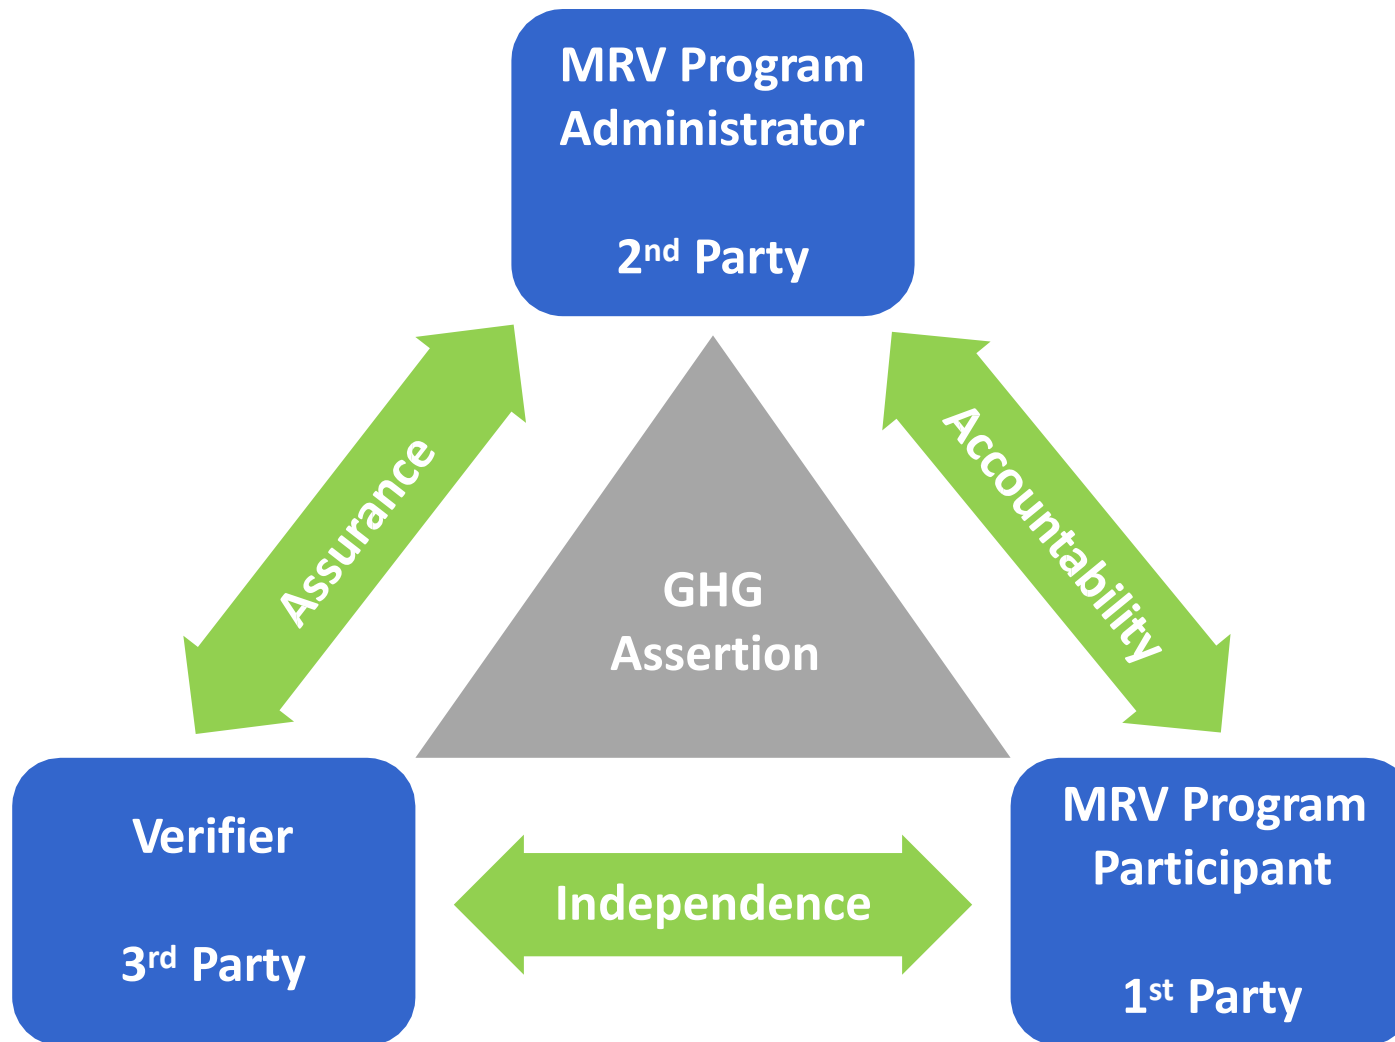 MRV Program
Administrator
2nd Party
Assurance
Accountability
GHG
Assertion
Verifier
3rd Party
Independence
MRV Program
Participant
1st Party